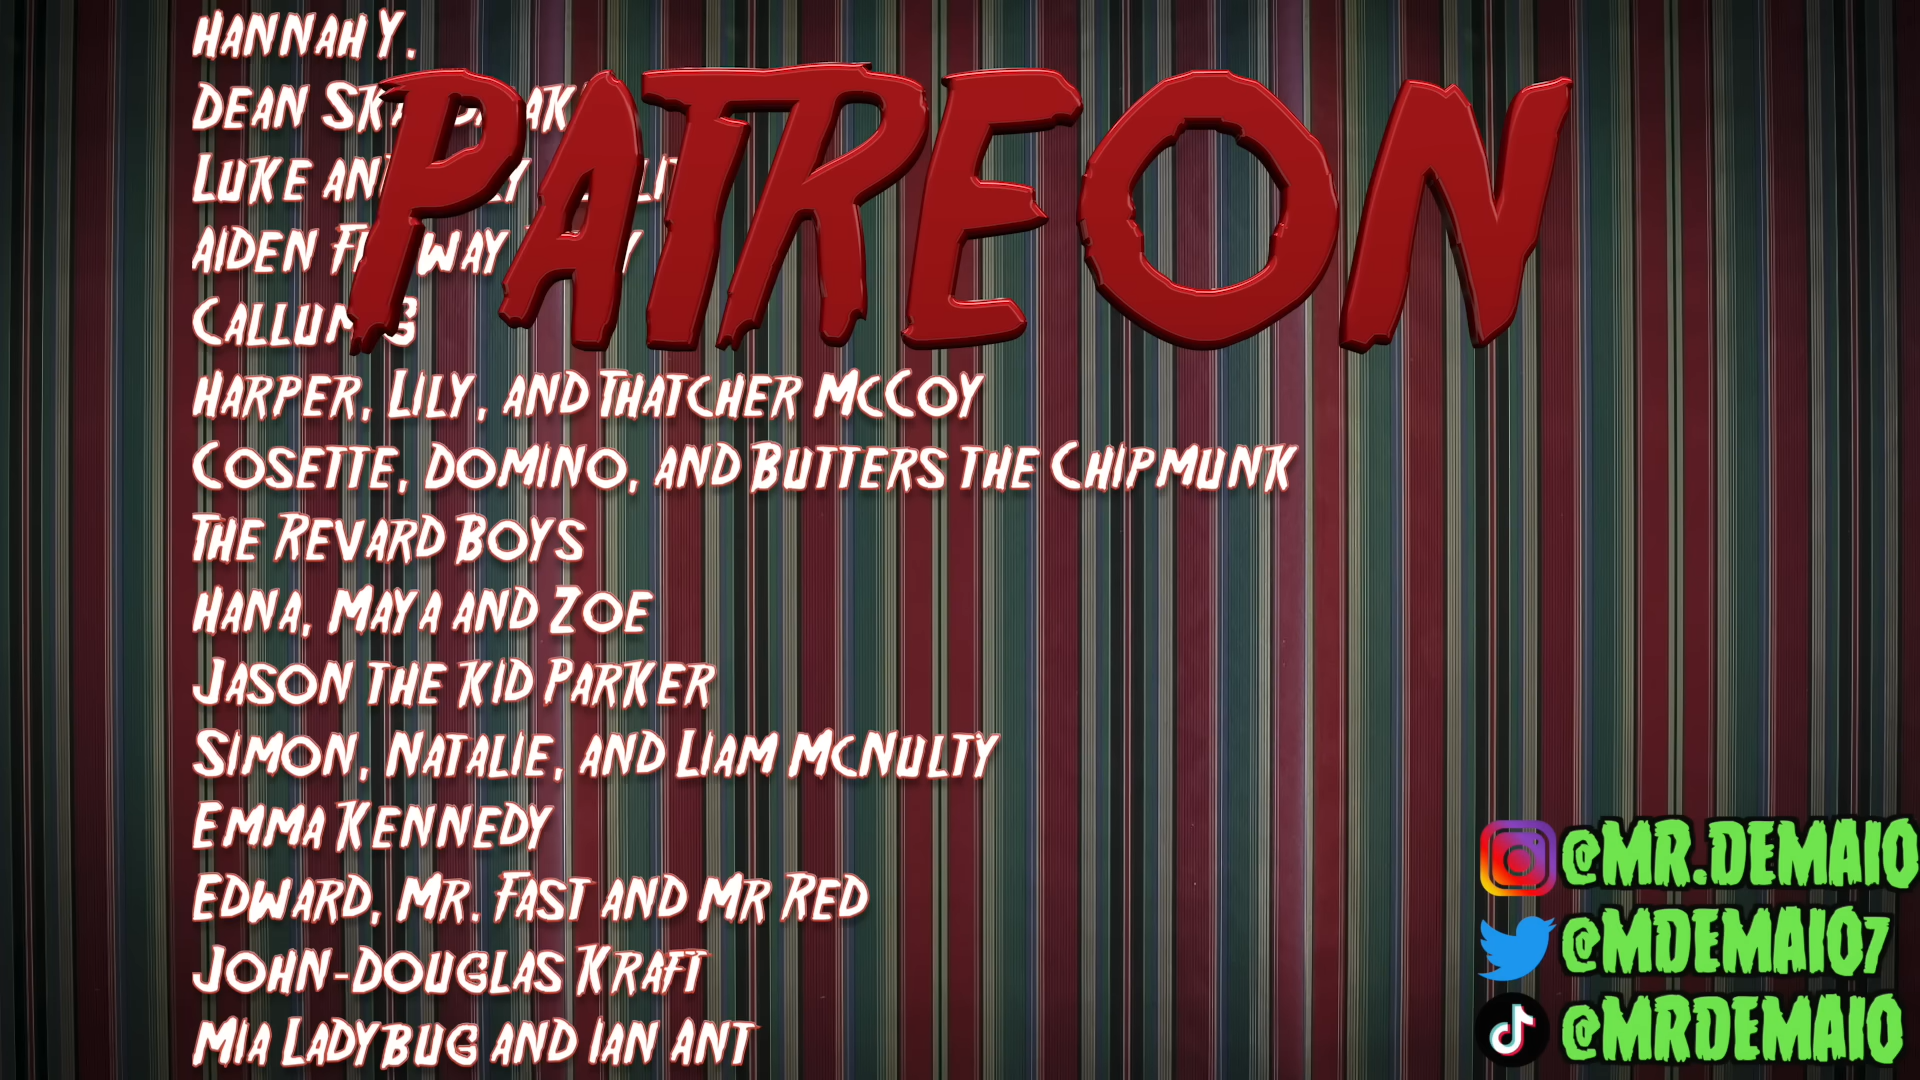 PATREON
Hannah Y.
Dean
Luke and
Aiden
Callum G
Harper, Lily, and Thatcher McCoy
Cosette, Domino, and Butters the Chipmunk
The Revard Boys
Hana, Maya and Zoe
Jason the Kid Parker
Simon, Natalie, and Liam McNulty
Emma Kennedy
Edward, Mr. Fast and Mr Red
John-Douglas Kraft
Mia Ladybug and Ian Ant
@MR.DEMAIO
@MDEMAIO7
@MRDEMAIO